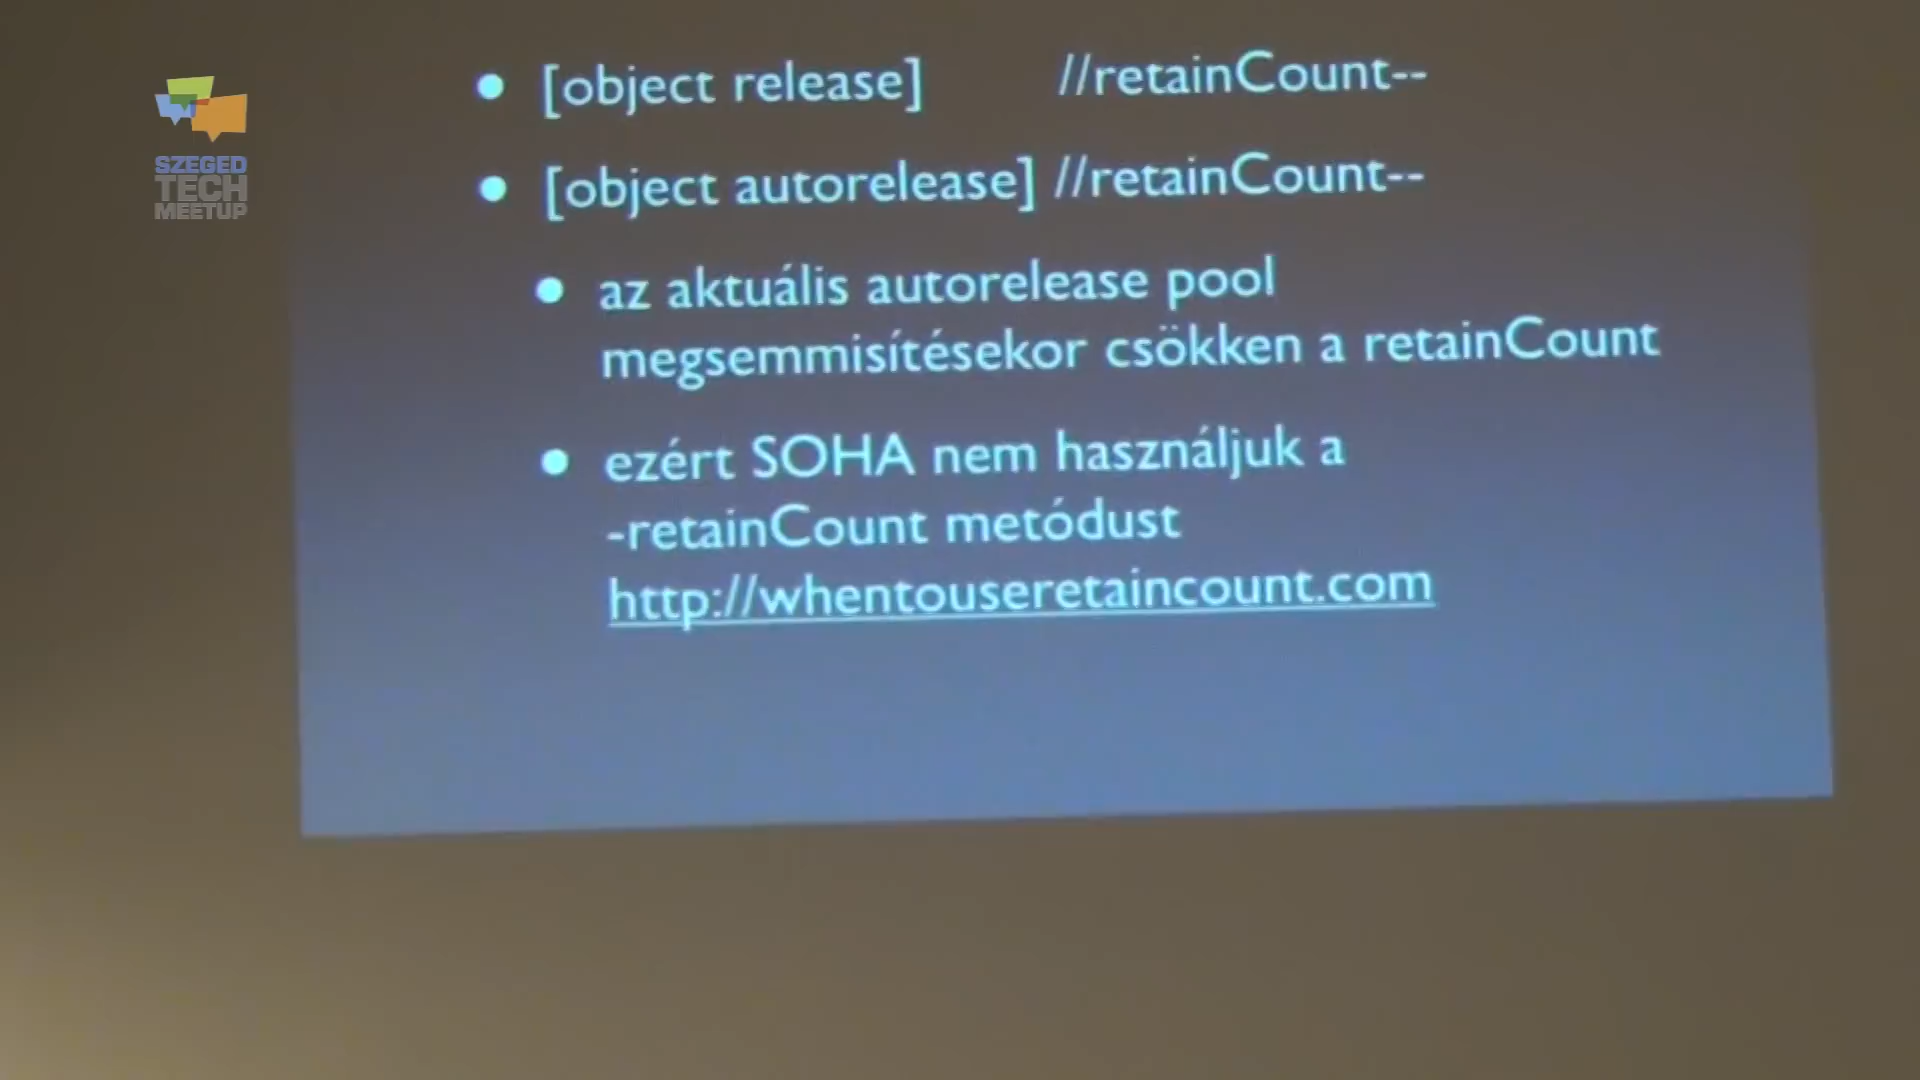 SZEGED
TECH
MEETUP
[object release] //retainCount--
[object autorelease] //retainCount--
az aktuális autorelease pool
megsemmisítésekor csökken a retainCount
ezért SOHA nem használjuk a
-retainCount metódust
http://whentouseretaincount.com